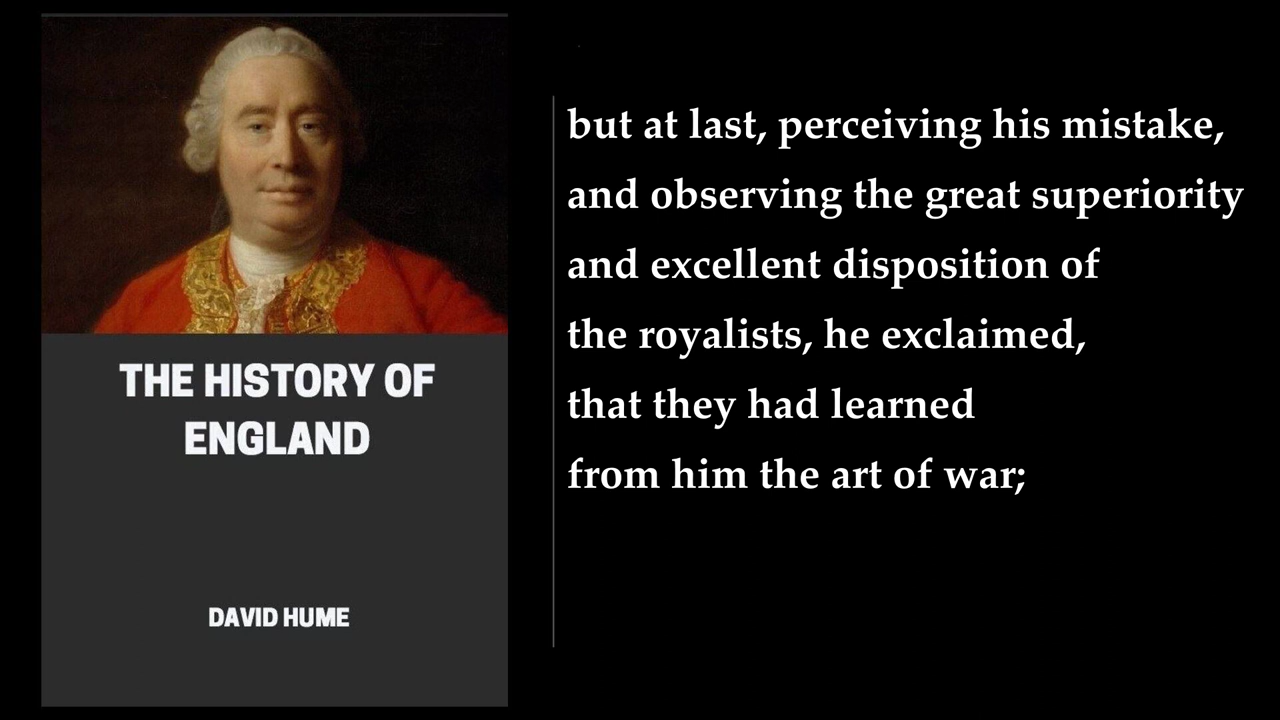 THE HISTORY OF
ENGLAND
DAVID HUME
but at last, perceiving his mistake,
and observing the great superiority
and excellent disposition of
the royalists, he exclaimed,
that they had learned
from him the art of war;